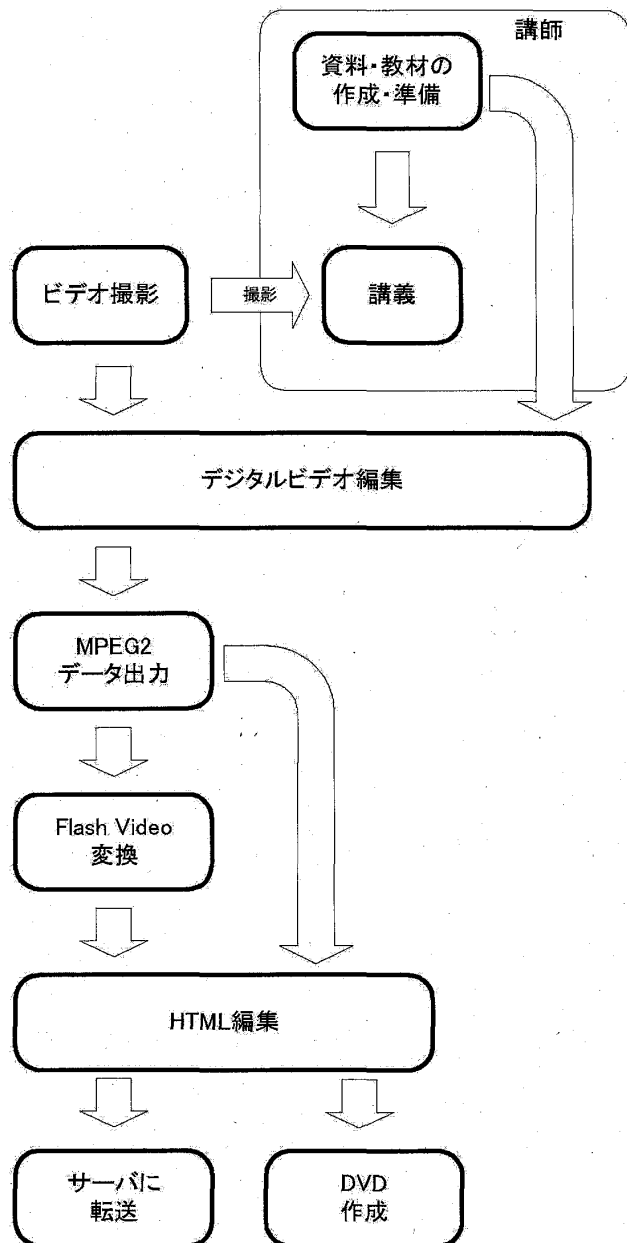 講師
資料・教材の
作成・準備
ビデオ撮影
撮影
講義
デジタルビデオ編集
MPEG2
データ出力
Flash Video
変換
HTML編集
サーバに
転送
DVD
作成